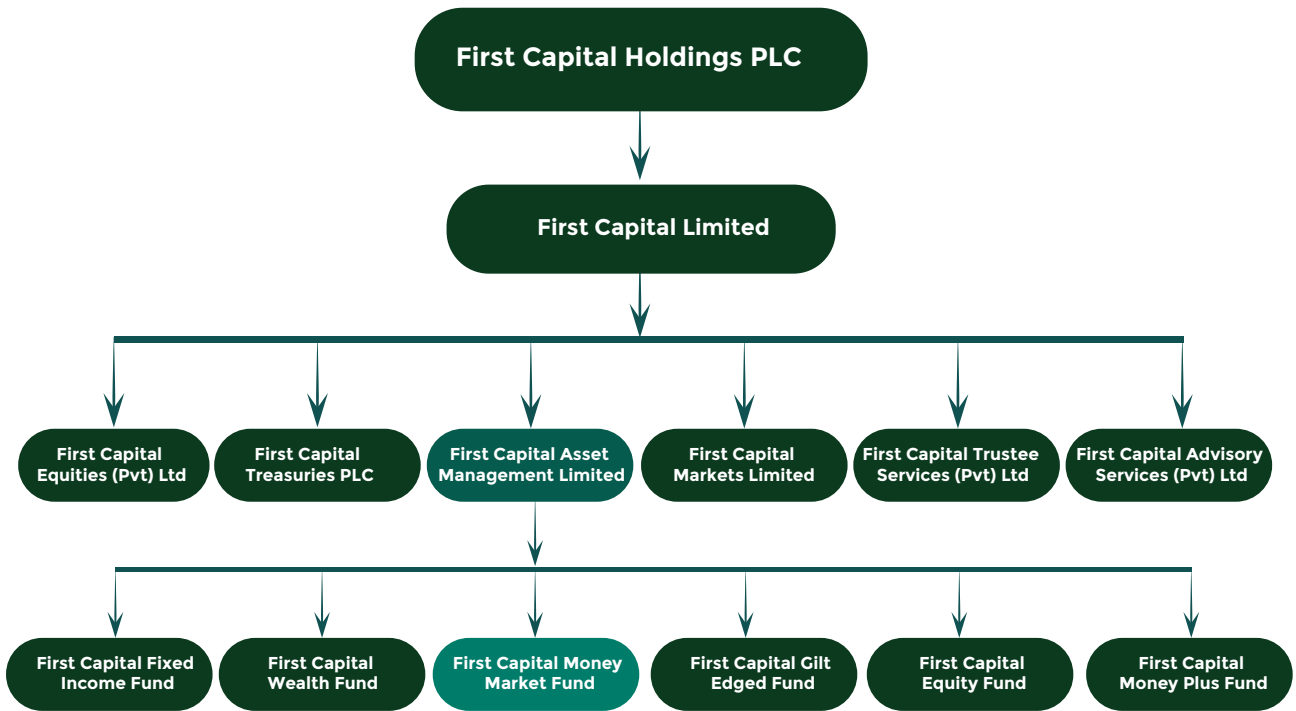 First Capital Holdings PLC
First Capital Limited
First Capital
Equities (Pvt) Ltd
First Capital
Treasuries PLC
First Capital Asset
Management Limited
First Capital
Markets Limited
First Capital Trustee
Services (Pvt) Ltd
First Capital Advisory
Services (Pvt) Ltd
First Capital Fixed
Income Fund
First Capital
Wealth Fund
First Capital Money
Market Fund
First Capital Gilt
Edged Fund
First Capital
Equity Fund
First Capital
Money Plus Fund